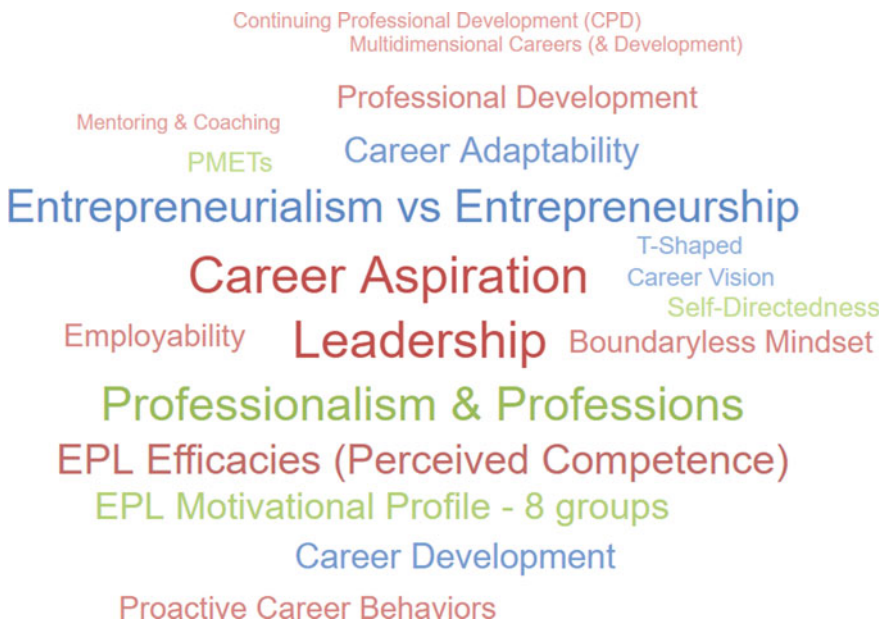 Continuing Professional Development (CPD)
Multidimensional Careers (& Development)
Professional Development
Mentoring & Coaching
Career Adaptability
PMETs
Entrepreneurialism vs Entrepreneurship
T-Shaped
Career Aspiration
Career Vision
Self-Directedness
Employability
Leadership
Boundaryless Mindset
Professionalism & Professions
EPL Efficacies (Perceived Competence)
EPL Motivational Profile - 8 groups
Career Development
Proactive Career Behaviors